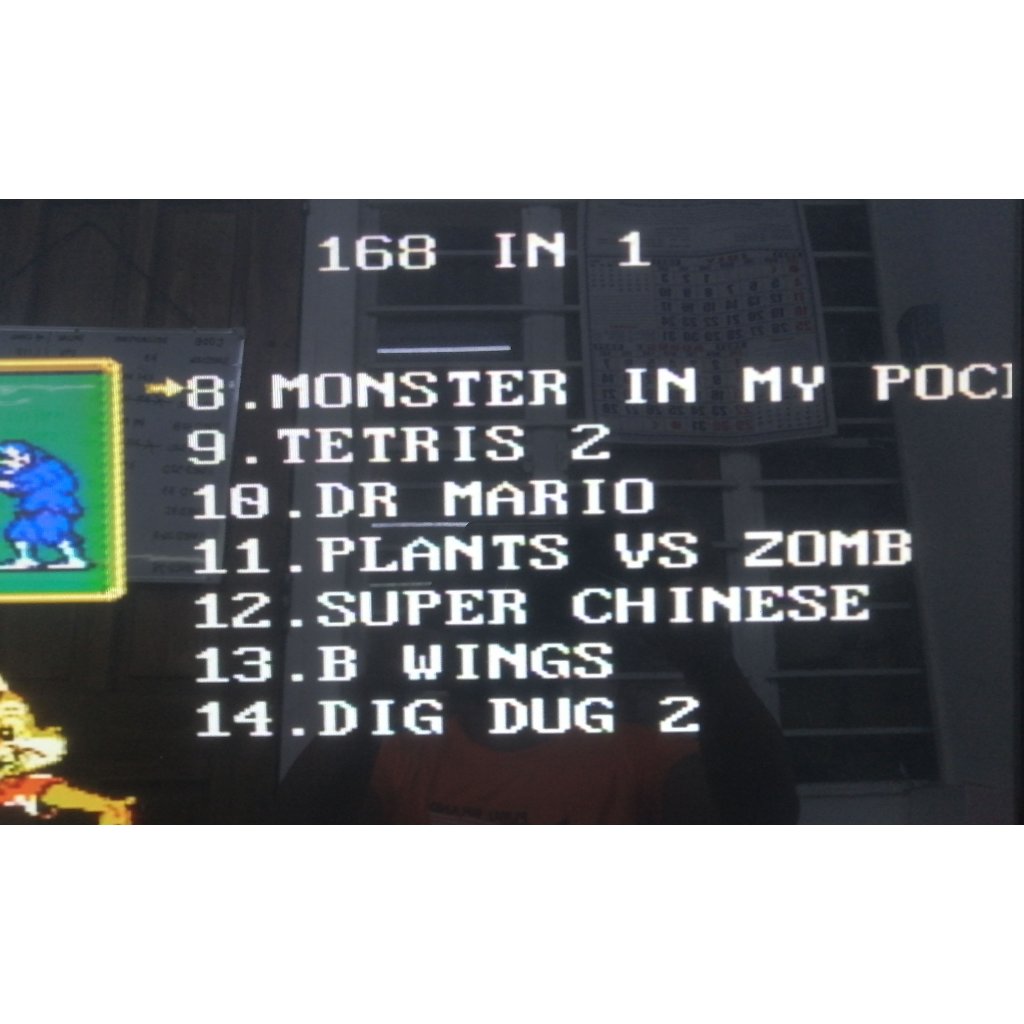 168 IN 1
8.MONSTER IN MY POC
9.TETRIS 2
10.DR MARIO
11.PLANTS VS ZOMB
12.SUPER CHINESE
13.B WINGS
14.DIG DUG 2